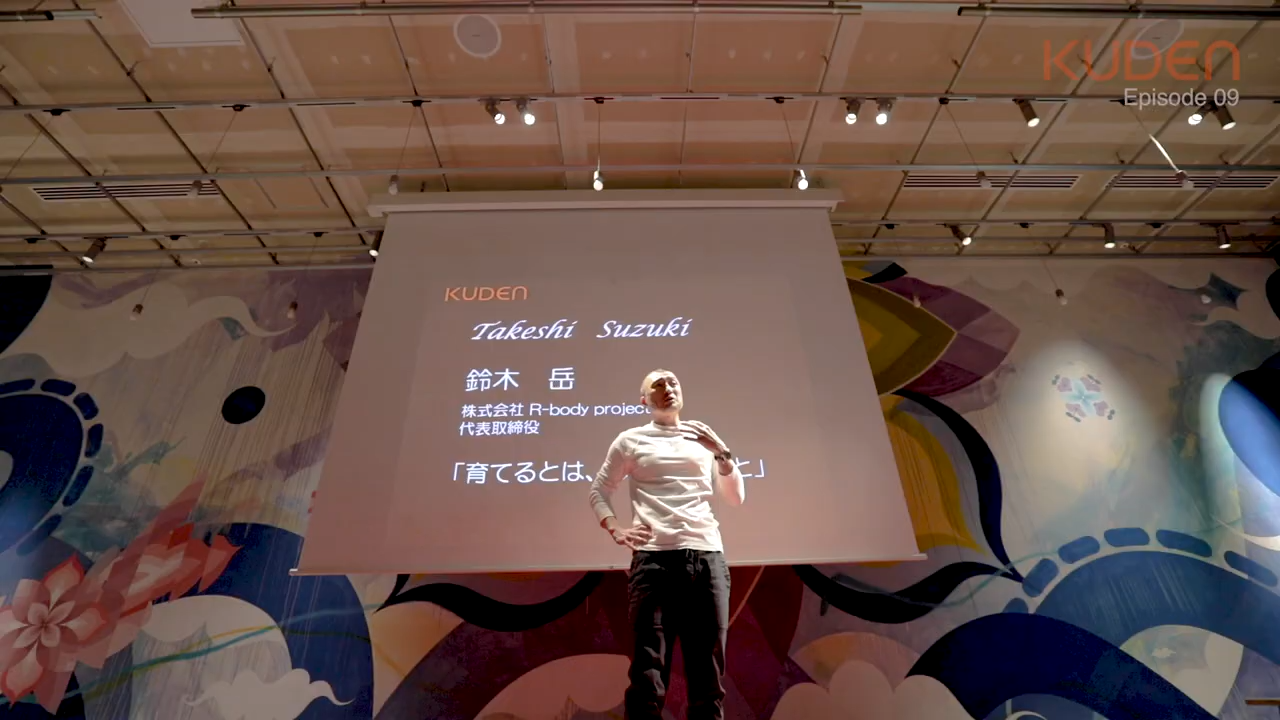 KUDEN
Episode 09
KUDEN
Takeshi Suzuki
鈴木 岳
株式会社 R-body project
代表取締役
「育てるとは、 と」